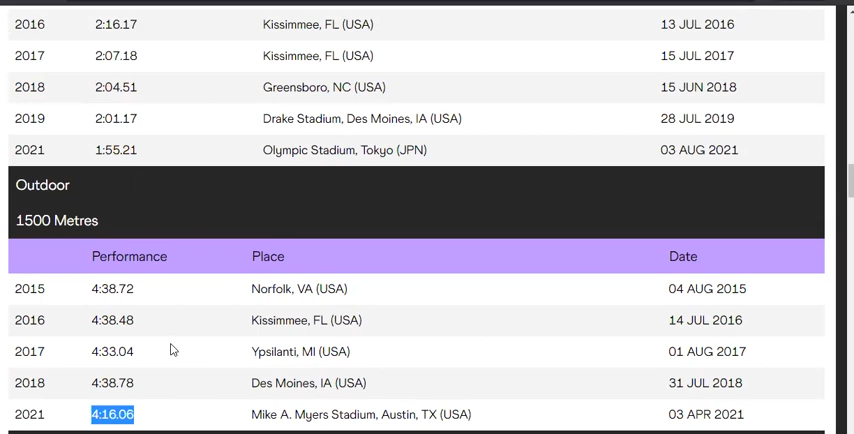 2016 2:16.17 Kissimmee, FL (USA) 13 JUL 2016
2017 2:07.18 Kissimmee, FL (USA) 15 JUL 2017
2018 2:04.51 Greensboro, NC (USA) 15 JUN 2018
2019 2:01.17 Drake Stadium, Des Moines, IA (USA) 28 JUL 2019
2021 1:55.21 Olympic Stadium, Tokyo (JPN) 03 AUG 2021
Outdoor
1500 Metres
Performance Place Date
2015 4:38.72 Norfolk, VA (USA) 04 AUG 2015
2016 4:38.48 Kissimmee, FL (USA) 14 JUL 2016
2017 4:33.04 Ypsilanti, MI (USA) 01 AUG 2017
2018 4:38.78 Des Moines, IA (USA) 31 JUL 2018
2021 4:16.06 Mike A. Myers Stadium, Austin, TX (USA) 03 APR 2021